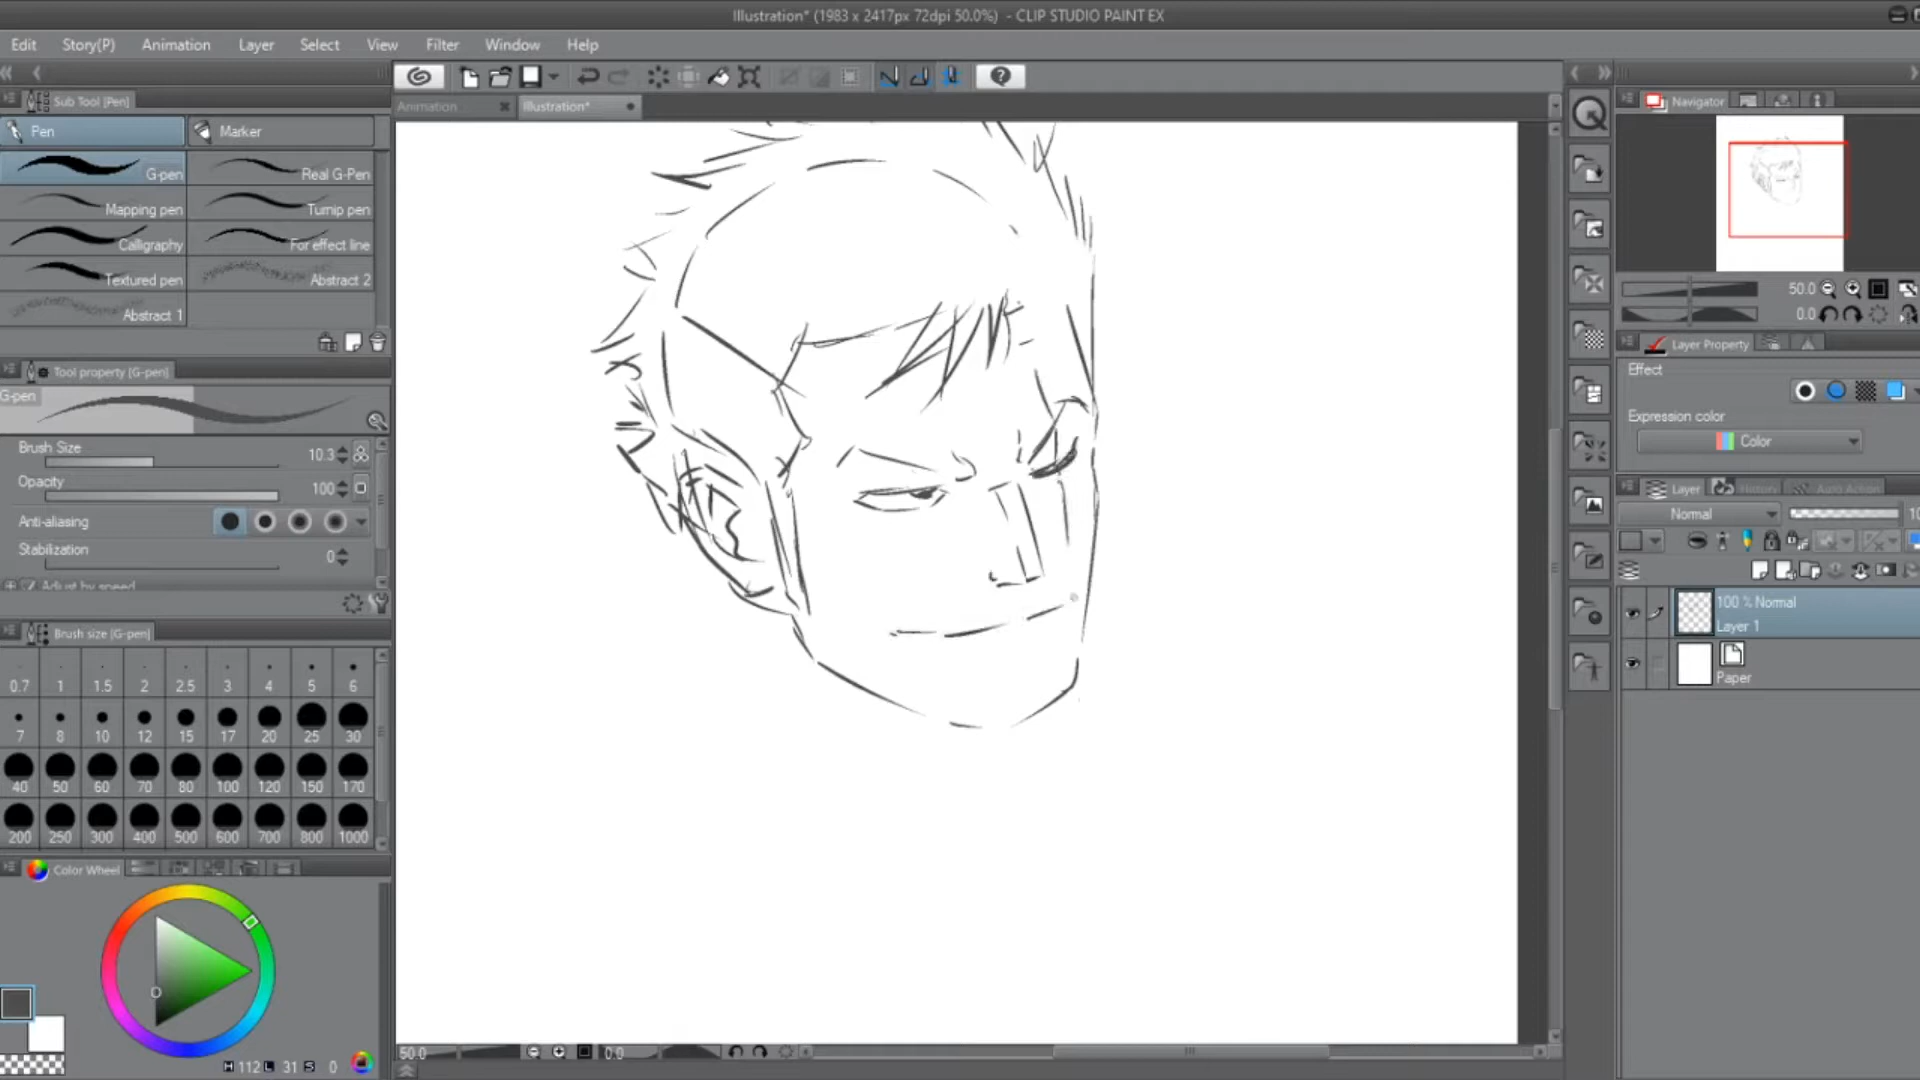 Illustration* (1983 x 2417px 72dpi 50.0%) - CLIP STUDIO PAINT EX
Edit Story(P) Animation Layer Select View Filter Window Help
Animation Illustration*
Sub Tool [Pen]
Pen Marker
G-pen Real G-Pen
Mapping pen Turnip pen
Calligraphy For effect line
Textured pen Abstract 2
Abstract 1
Tool property [G-pen]
G-pen
Brush Size 10.3
Opacity 100
Anti-aliasing
Stabilization 0
Adjust by speed
Brush size [G-pen]
0.7 1 1.5 2 2.5 3 4 5 6
7 8 10 12 15 17 20 25 30
40 50 60 70 80 100 120 150 170
200 250 300 400 500 600 700 800 1000
Color Wheel
H 112 L 31 S 0
50.0 0.0
Navigator
50.0
0.0
Layer Property
Effect
Expression color
Color
Layer History Auto Action
Normal 10
100 % Normal
Layer 1
Paper